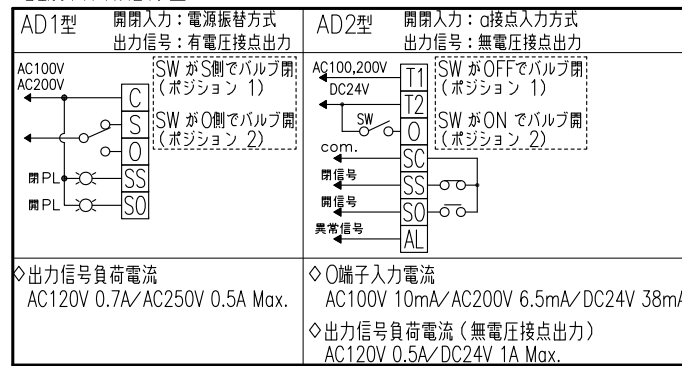 AD1型
開閉入力：電源振替方式
出力信号：有電圧接点出力
AC100V
AC200V
SW がS側でバルブ閉
(ポジション 1)
SW がO側でバルブ開
(ポジション 2)
C
S
O
閉PL
SS
開PL
SO
◇出力信号負荷電流
AC120V 0.7A/AC250V 0.5A Max.
AD2型
開閉入力：a接点入力方式
出力信号：無電圧接点出力
AC100,200V
DC24V
SW がOFFでバルブ閉
(ポジション 1)
SW がON でバルブ開
(ポジション 2)
T1
T2
SW
O
com.
SC
閉信号
SS
開信号
SO
異常信号
AL
◇O端子入力電流
AC100V 10mA/AC200V 6.5mA/DC24V 38mA
◇出力信号負荷電流（無電圧接点出力）
AC120V 0.5A/DC24V 1A Max.